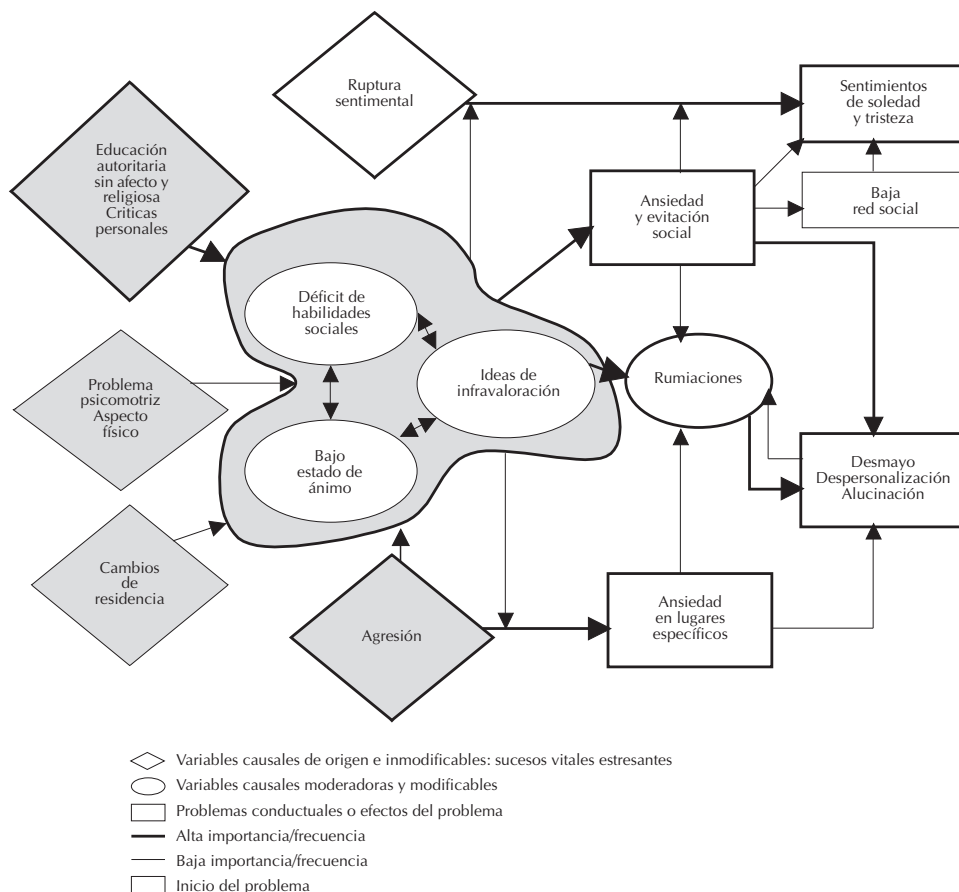 Ruptura
sentimental
Sentimientos
de soledad
y tristeza
Educación
autoritaria
sin afecto y
religiosa
Criticas
personales
Ansiedad
y evitación
social
Baja
red social
Déficit de
habilidades
sociales
Ideas de
infravaloración
Rumiaciones
Problema
psicomotriz
Aspecto
físico
Bajo
estado de
ánimo
Desmayo
Despersonalización
Alucinación
Cambios
de
residencia
Agresión
Ansiedad
en lugares
específicos
Variables causales de origen e inmodificables: sucesos vitales estresantes
Variables causales moderadoras y modificables
Problemas conductuales o efectos del problema
Alta importancia/frecuencia
Baja importancia/frecuencia
Inicio del problema